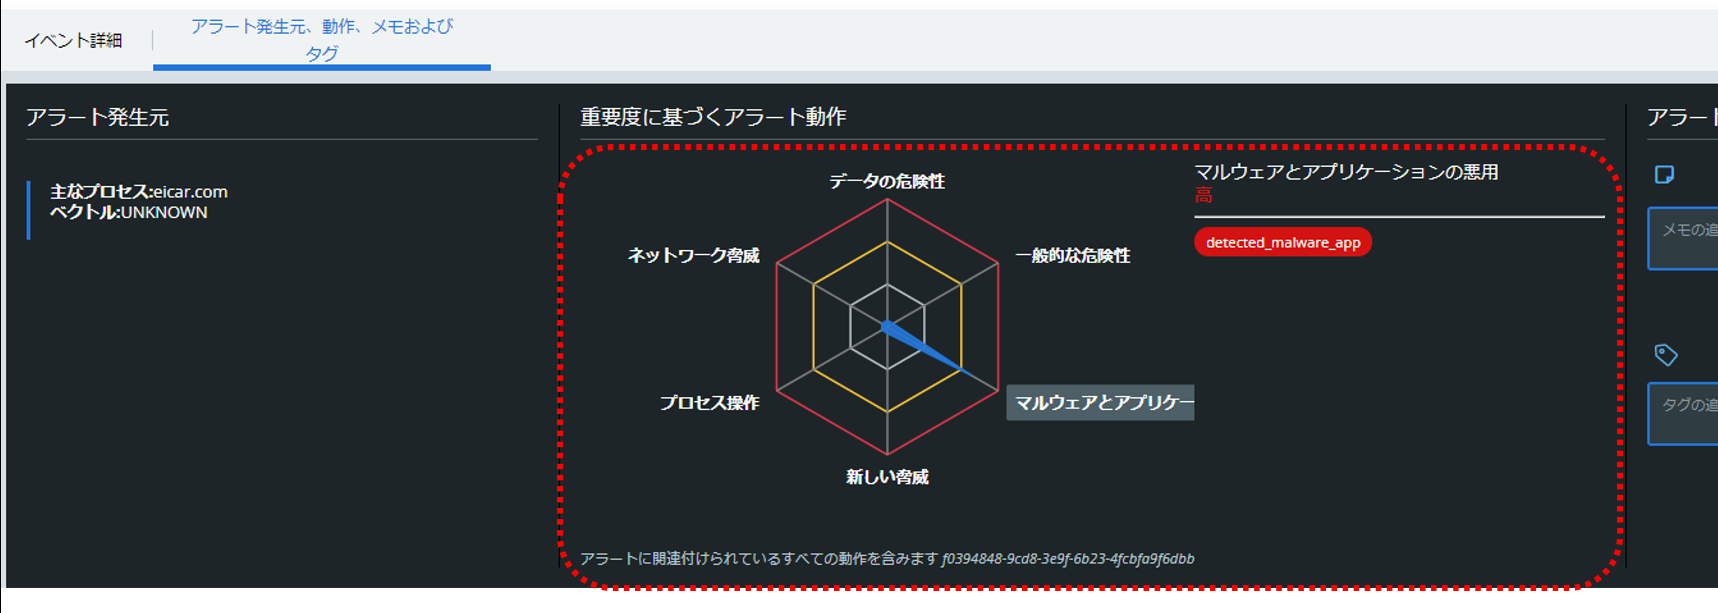 イベント詳細
アラート発生元、動作、メモおよび
タグ
アラート発生元
主なプロセス:eicar.com
ベクトル:UNKNOWN
重要度に基づくアラート動作
データの危険性
ネットワーク脅威
一般的な危険性
プロセス操作
マルウェアとアプリケー
新しい脅威
マルウェアとアプリケーションの悪用
高
detected_malware_app
アラートに関連付けられているすべての動作を含みます f0394848-9cd8-3e9f-6b23-4fcbfa9f6dbb
アラート
メモの追
タグの追